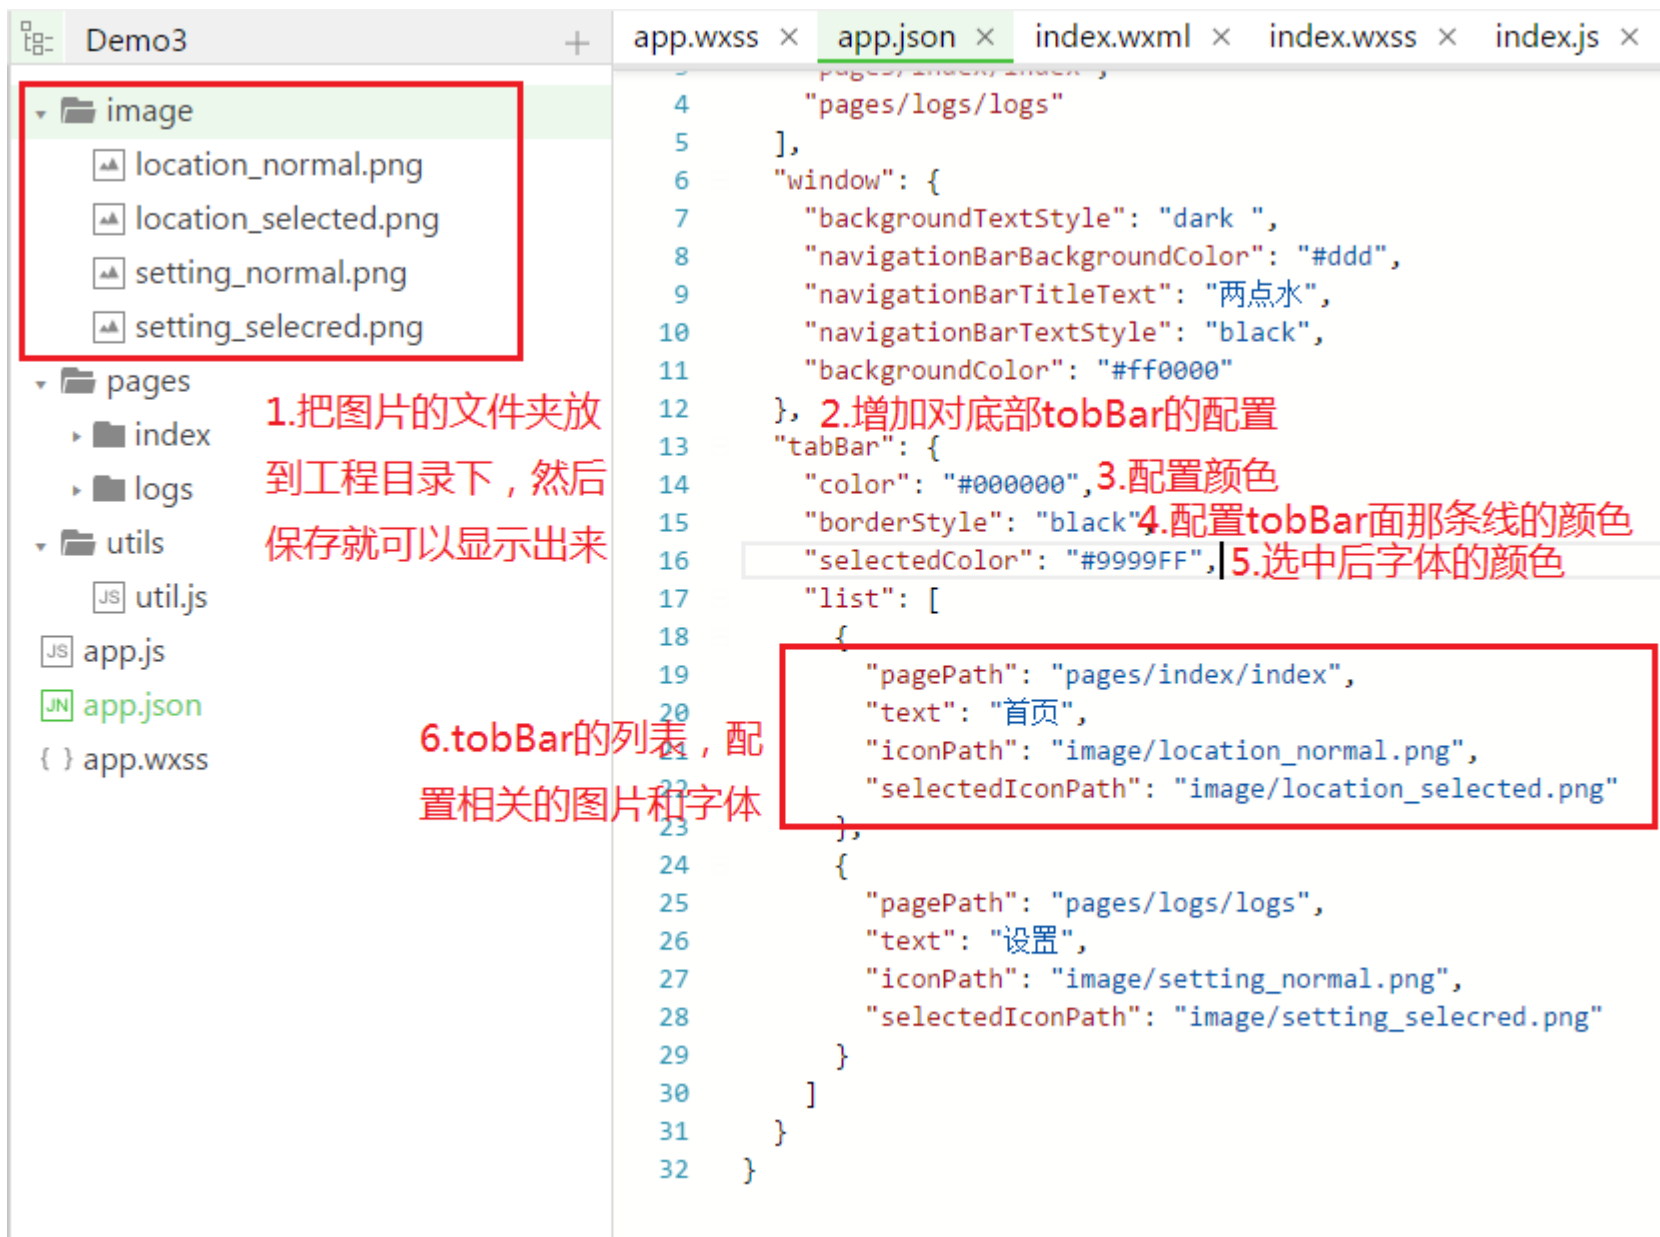 Demo3
image
location_normal.png
location_selected.png
setting_normal.png
setting_selecred.png
pages
index
logs
utils
JS util.js
JS app.js
JN app.json
{ } app.wxss
1.把图片的文件夹放
到工程目录下，然后
保存就可以显示出来
app.wxss × app.json × index.wxml × index.wxss × index.js ×
3 "pages/index/index",
4 "pages/logs/logs"
5 ],
6 "window": {
7 "backgroundTextStyle": "dark ",
8 "navigationBarBackgroundColor": "#ddd",
9 "navigationBarTitleText": "两点水",
10 "navigationBarTextStyle": "black",
11 "backgroundColor": "#ff0000"
12 }, 2.增加对底部tobBar的配置
13 "tabBar": {
14 "color": "#000000", 3.配置颜色
15 "borderStyle": "black", 4.配置tobBar面那条线的颜色
16 "selectedColor": "#9999FF", 5.选中后字体的颜色
17 "list": [
18 {
19 "pagePath": "pages/index/index",
20 "text": "首页",
21 "iconPath": "image/location_normal.png",
22 "selectedIconPath": "image/location_selected.png"
23 },
6.tobBar的列表，配
置相关的图片和字体
24 {
25 "pagePath": "pages/logs/logs",
26 "text": "设置",
27 "iconPath": "image/setting_normal.png",
28 "selectedIconPath": "image/setting_selecred.png"
29 }
30 ]
31 }
32 }